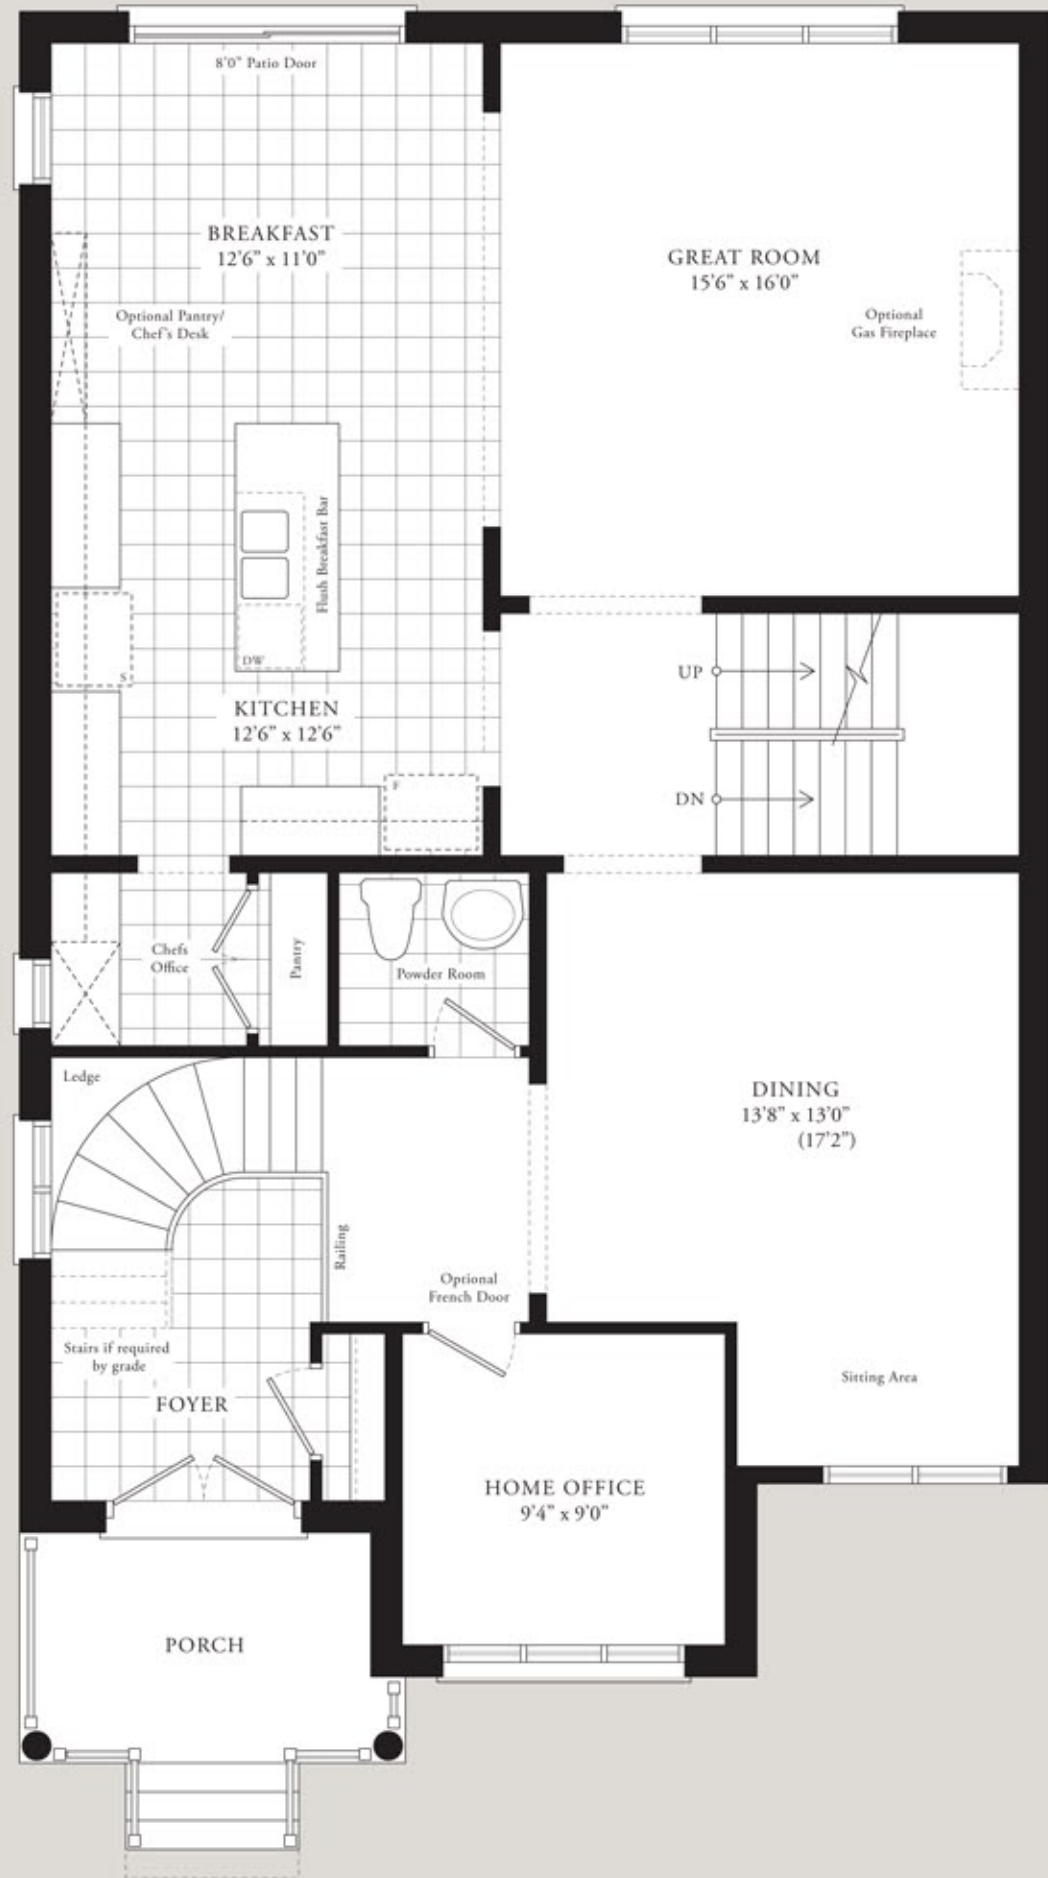 8'0" Patio Door
BREAKFAST
12'6" x 11'0"
Optional Pantry/
Chef's Desk
GREAT ROOM
15'6" x 16'0"
Optional
Gas Fireplace
Flush Breakfast Bar
DW
S
KITCHEN
12'6" x 12'6"
F
UP
DN
Chefs
Office
Pantry
Powder Room
Ledge
DINING
13'8" x 13'0"
(17'2")
Railing
Optional
French Door
Stairs if required
by grade
FOYER
Sitting Area
HOME OFFICE
9'4" x 9'0"
PORCH